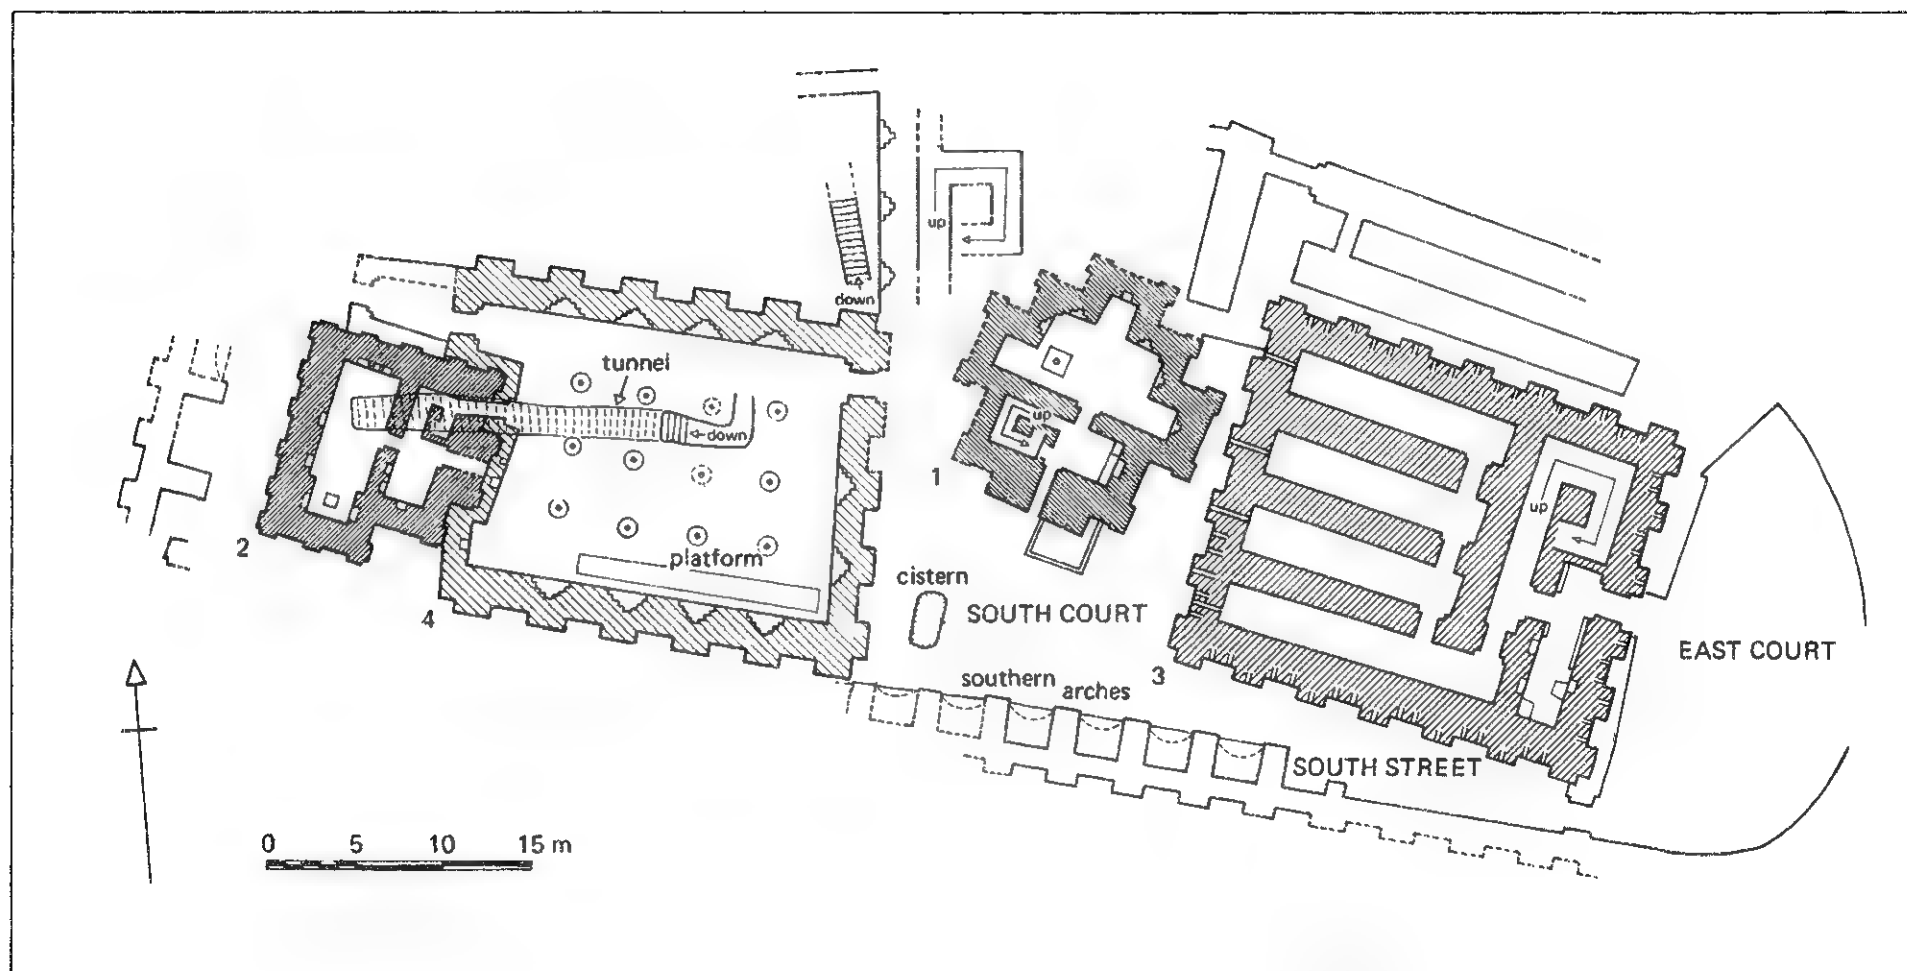 up
down
tunnel
up
down
1
up
2
platform
cistern
SOUTH COURT
4
EAST COURT
3
southern
arches
SOUTH STREET
0 5 10 15 m